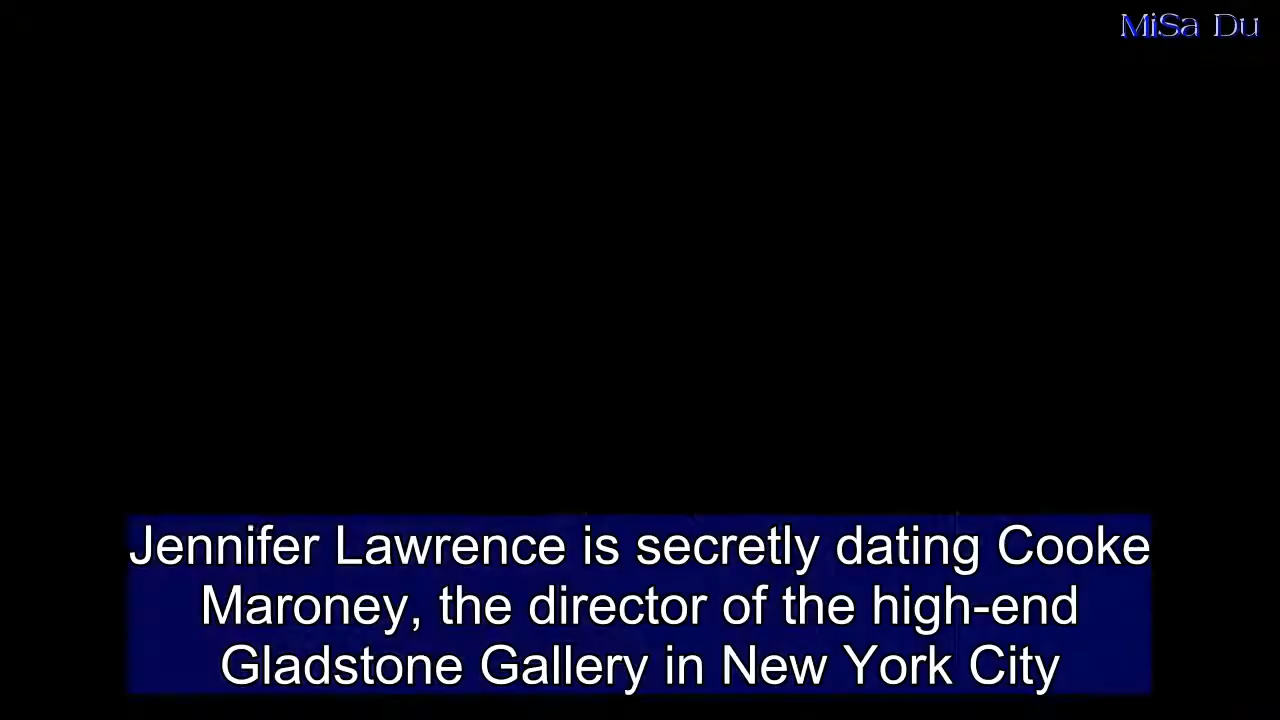 MiSa Du
Jennifer Lawrence is secretly dating Cooke
Maroney, the director of the high-end
Gladstone Gallery in New York City